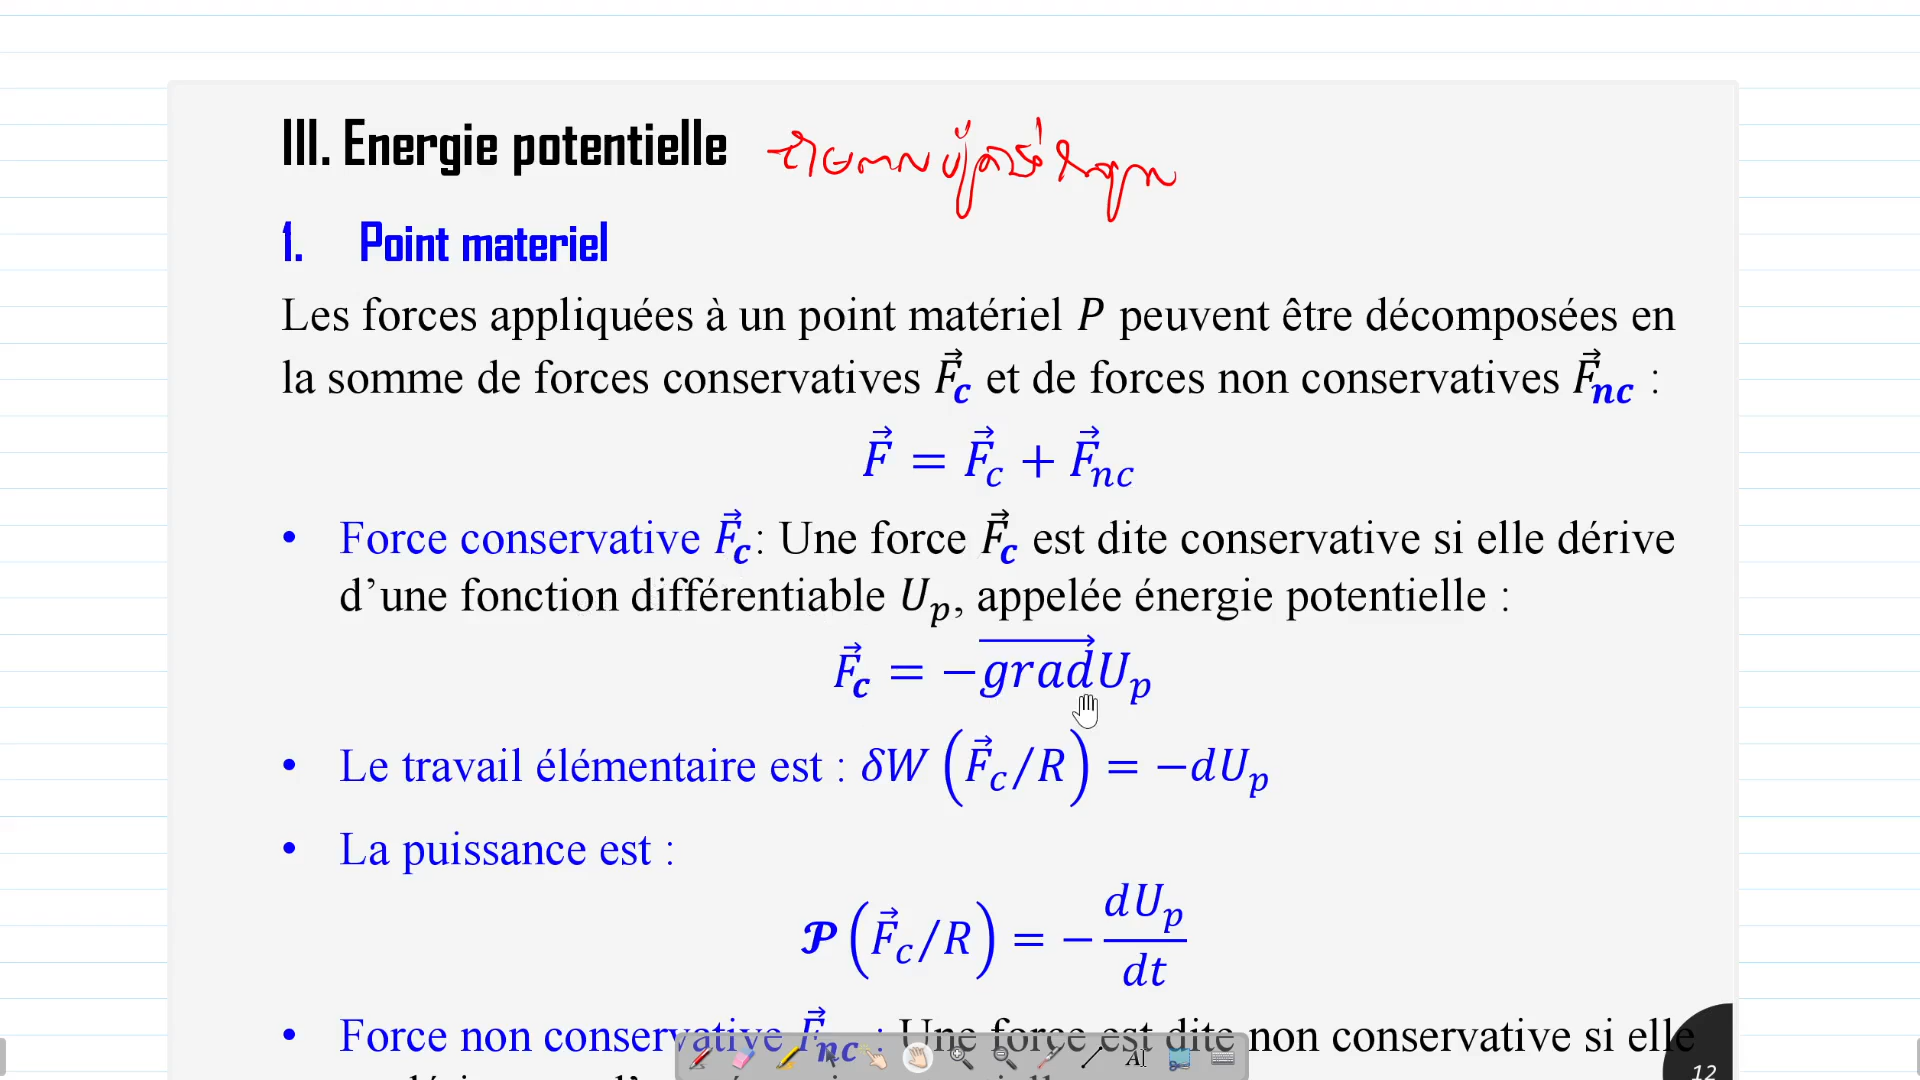 III. Energie potentielle
1. Point materiel
Les forces appliquées à un point matériel P peuvent être décomposées en
la somme de forces conservatives F⃗c et de forces non conservatives F⃗nc :
F⃗ = F⃗c + F⃗nc
• Force conservative F⃗c: Une force F⃗c est dite conservative si elle dérive
d’une fonction différentiable Up, appelée énergie potentielle :
F⃗c = −grad Up
• Le travail élémentaire est : δW (F⃗c/R) = −dUp
• La puissance est :
𝓟 (F⃗c/R) = − dUp/dt
• Force non conservative F⃗nc : Une force est dite non conservative si elle
12